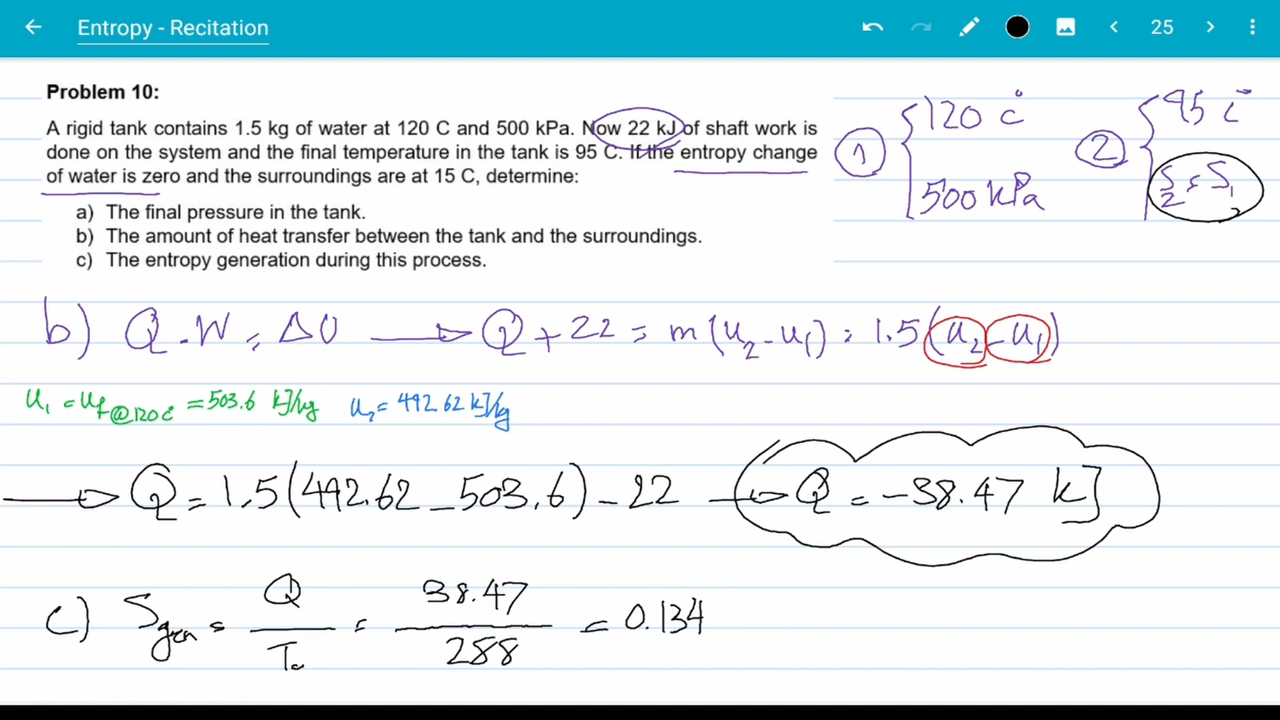 Entropy - Recitation
25
Problem 10:
A rigid tank contains 1.5 kg of water at 120 C and 500 kPa. Now 22 kJ of shaft work is
done on the system and the final temperature in the tank is 95 C. If the entropy change
of water is zero and the surroundings are at 15 C, determine:
a) The final pressure in the tank.
b) The amount of heat transfer between the tank and the surroundings.
c) The entropy generation during this process.
1 { 120 °C
500 kPa
2 { 95 °C
S₂ = S₁
b) Q - W = ΔU → Q + 22 = m(u₂ - u₁) = 1.5(u₂ - u₁)
u₁ = uf@120°C = 503.6 kJ/kg u₂ = 492.62 kJ/kg
→ Q = 1.5(492.62 - 503.6) - 22 → Q = -38.47 kJ
c) Sgen = Q / T₀ = 38.47 / 288 = 0.134